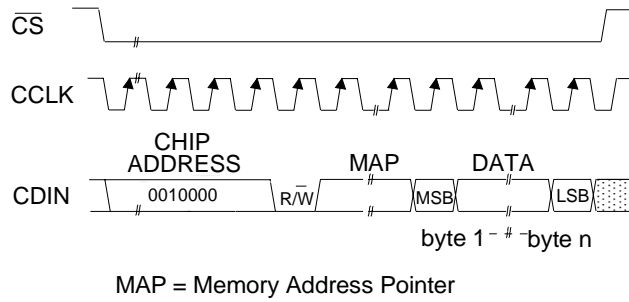 CS
CCLK
CHIP
ADDRESS MAP DATA
CDIN 0010000 R/W MSB LSB
byte 1 byte n
MAP = Memory Address Pointer